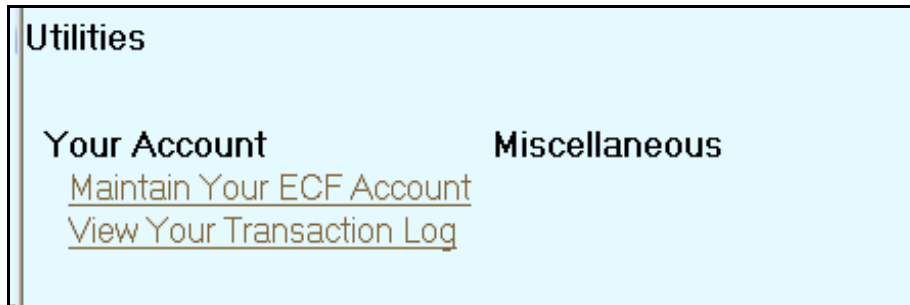 Utilities
Your Account
Miscellaneous
Maintain Your ECF Account
View Your Transaction Log